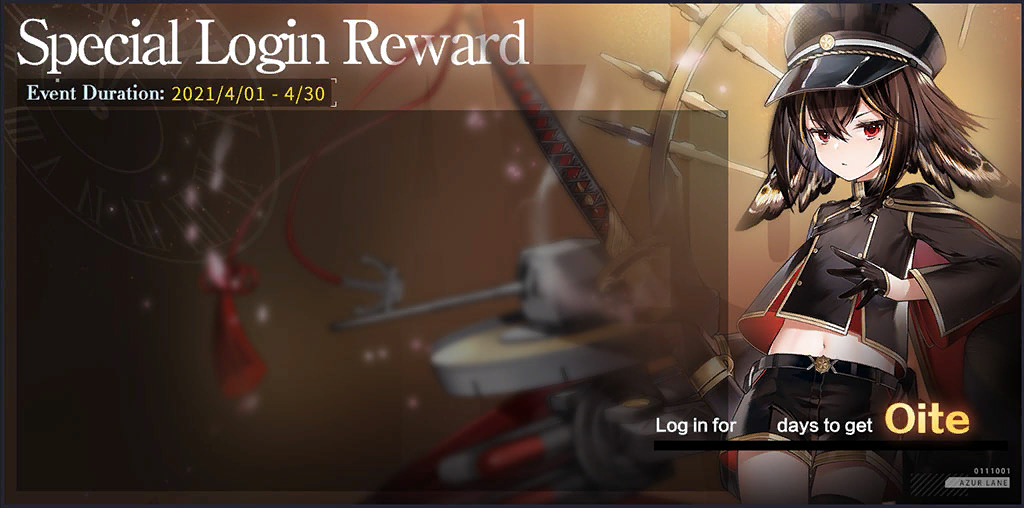 Special Login Reward
Event Duration: 2021/4/01 - 4/30
Log in for days to get Oite
0111001
AZUR LANE